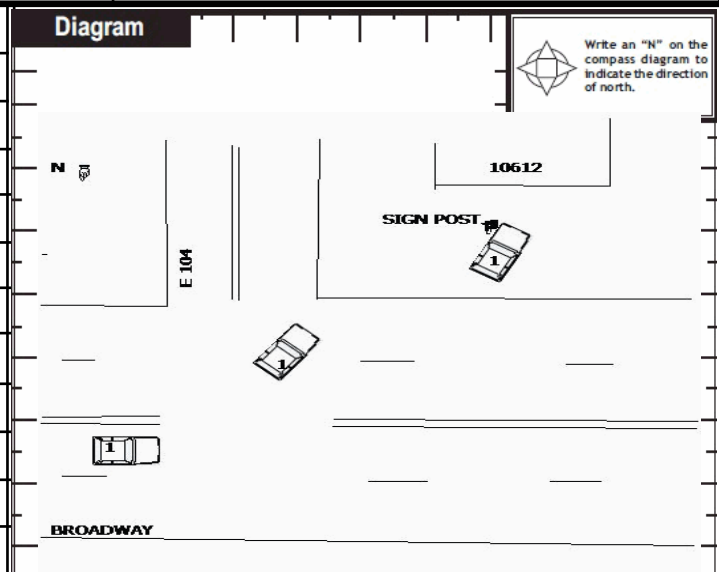 Diagram
Write an “N” on the
compass diagram to
indicate the direction
of north.
N
10612
SIGN POST
E 104
1
1
1
BROADWAY